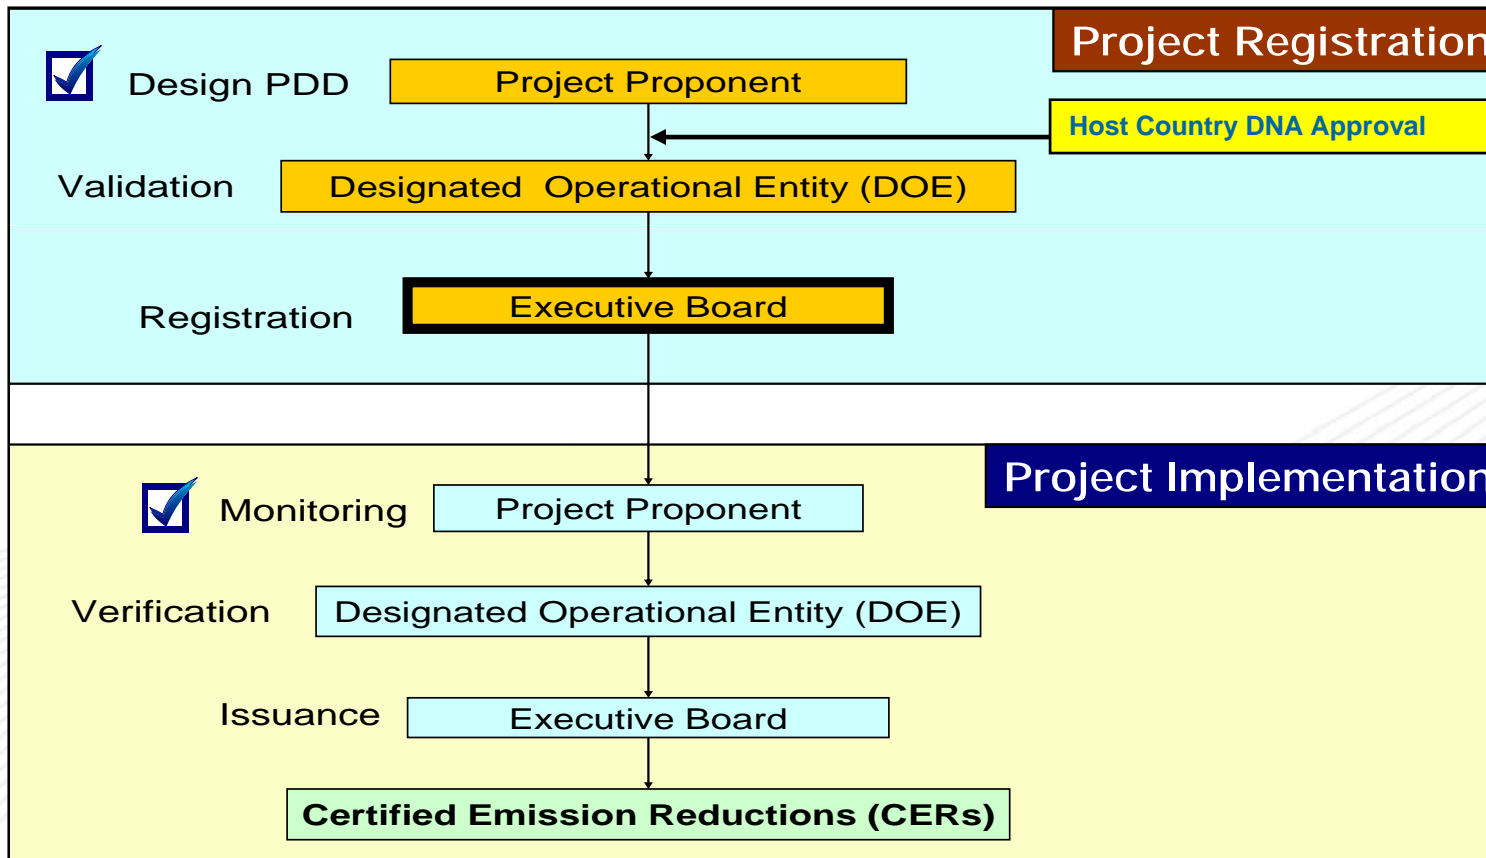 Project Registration
Design PDD
Project Proponent
Host Country DNA Approval
Validation
Designated Operational Entity (DOE)
Registration
Executive Board
Project Implementation
Monitoring
Project Proponent
Verification
Designated Operational Entity (DOE)
Issuance
Executive Board
Certified Emission Reductions (CERs)